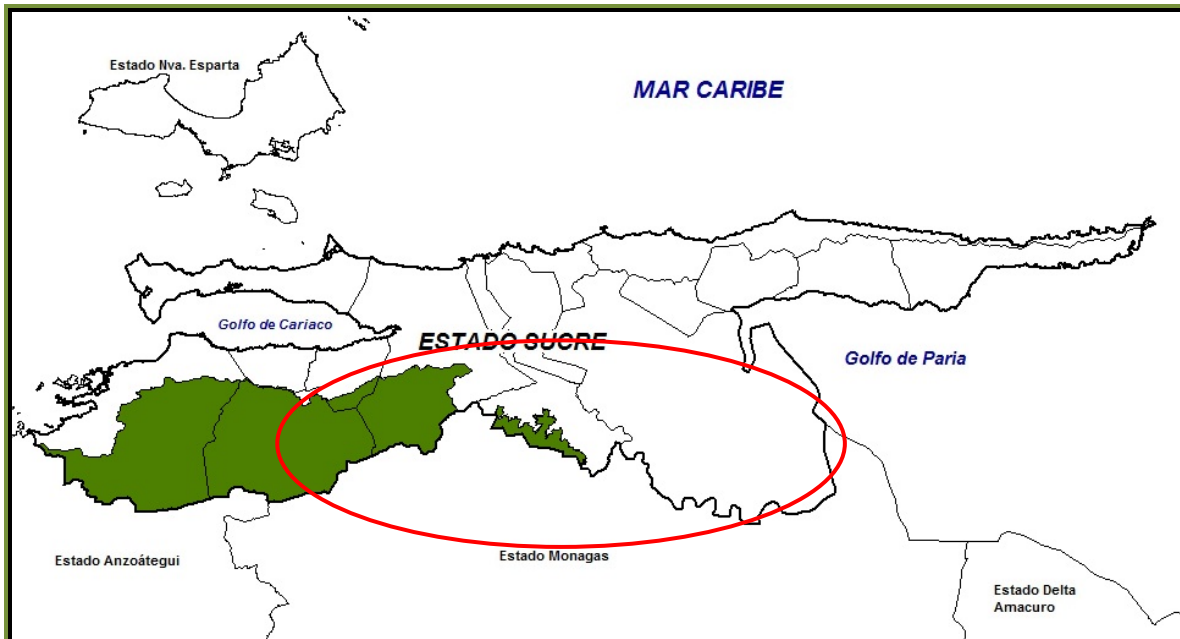 Estado Nva. Esparta
MAR CARIBE
Golfo de Cariaco
ESTADO SUCRE
Golfo de Paria
Estado Anzoátegui
Estado Monagas
Estado Delta
Amacuro